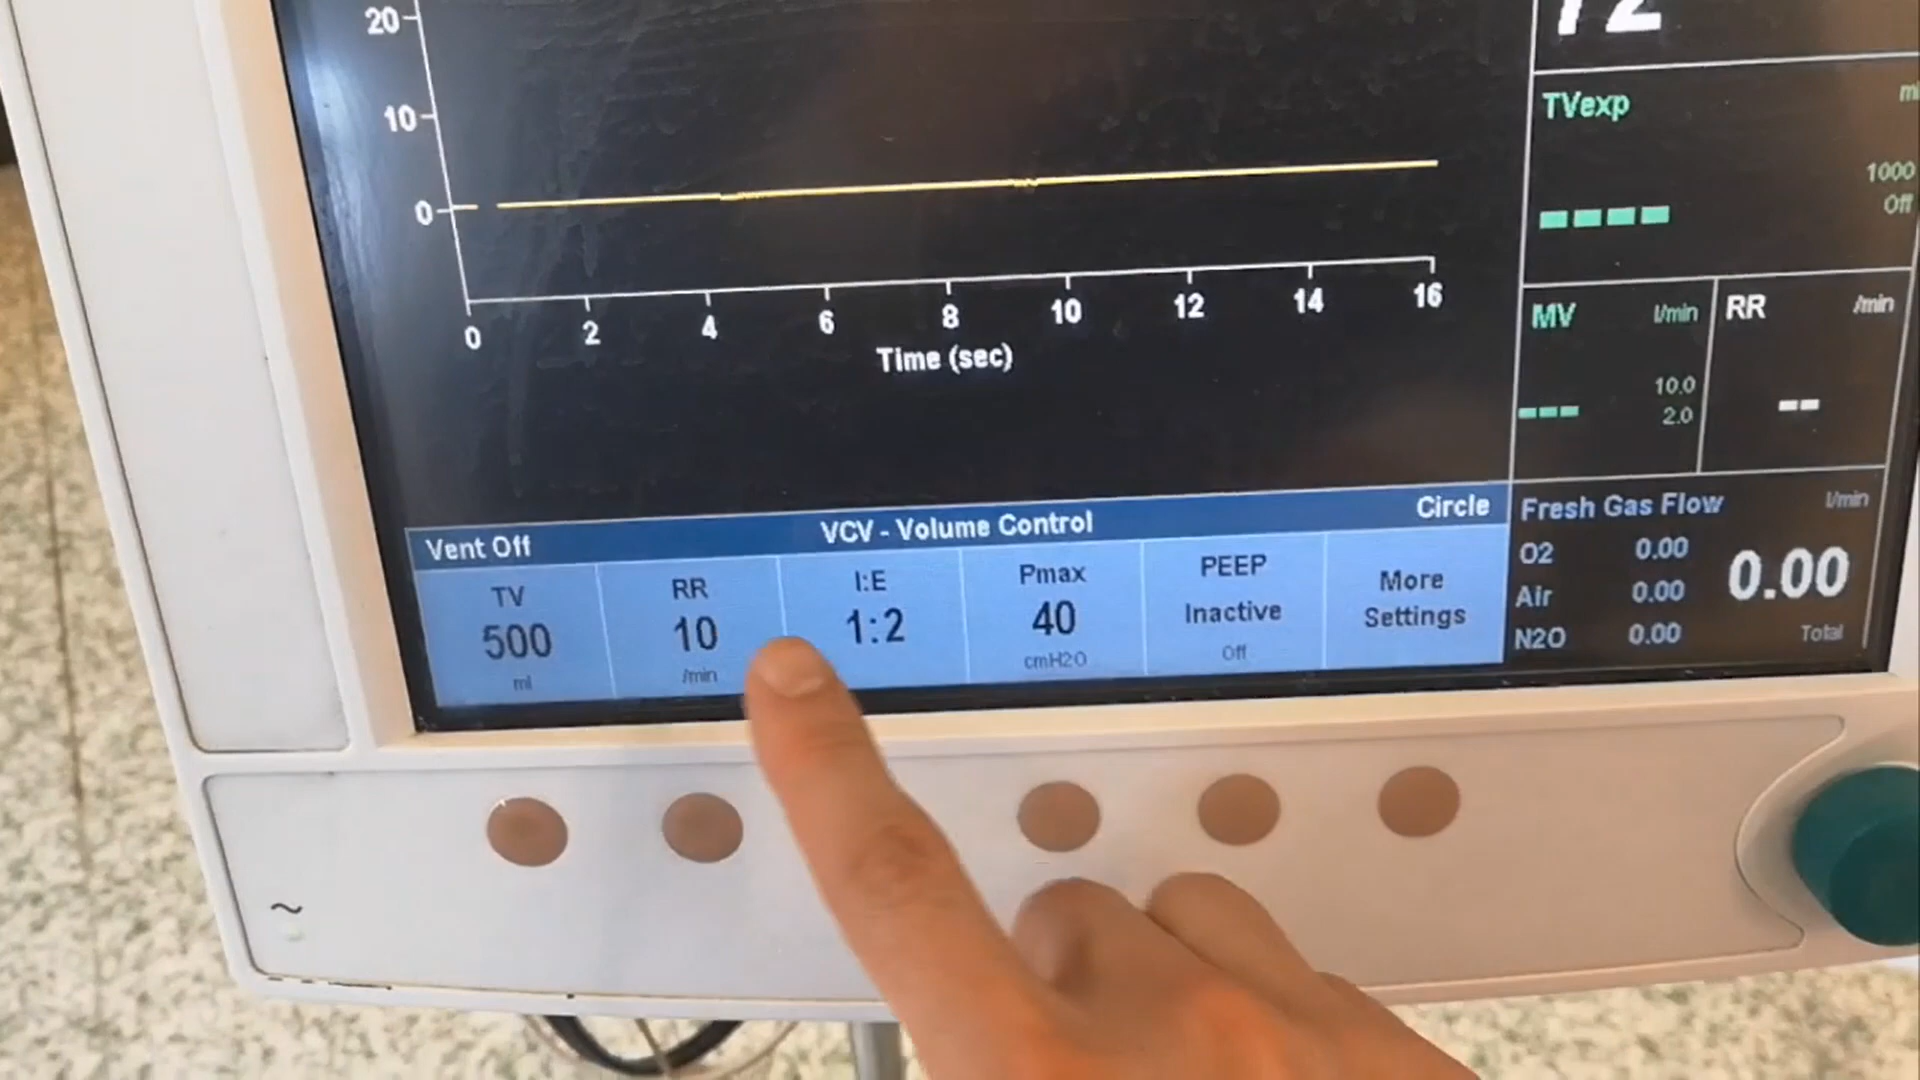 20
10
0
0 2 4 6 8 10 12 14 16
Time (sec)
72
TVexp
1000
Off
MV l/min
10.0
2.0
RR /min
--
Vent Off VCV - Volume Control Circle
TV
500
ml
RR
10
/min
I:E
1:2
Pmax
40
cmH2O
PEEP
Inactive
Off
More
Settings
Fresh Gas Flow l/min
O2 0.00
Air 0.00
N2O 0.00
0.00
Total